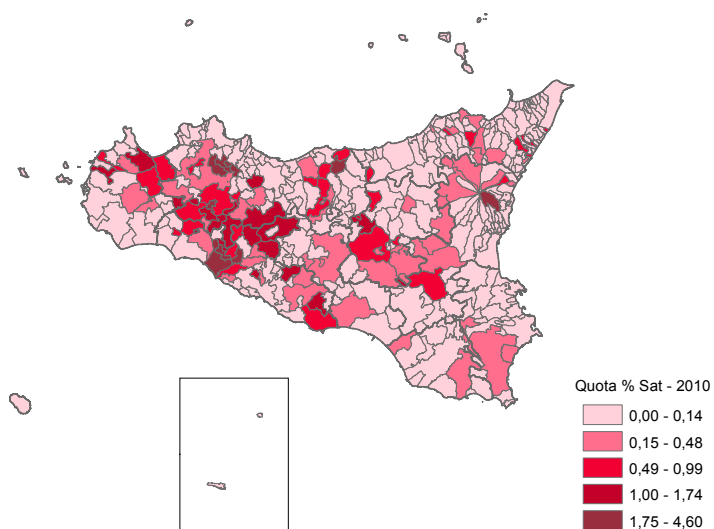 Quota % Sat - 2010
0,00 - 0,14
0,15 - 0,48
0,49 - 0,99
1,00 - 1,74
1,75 - 4,60